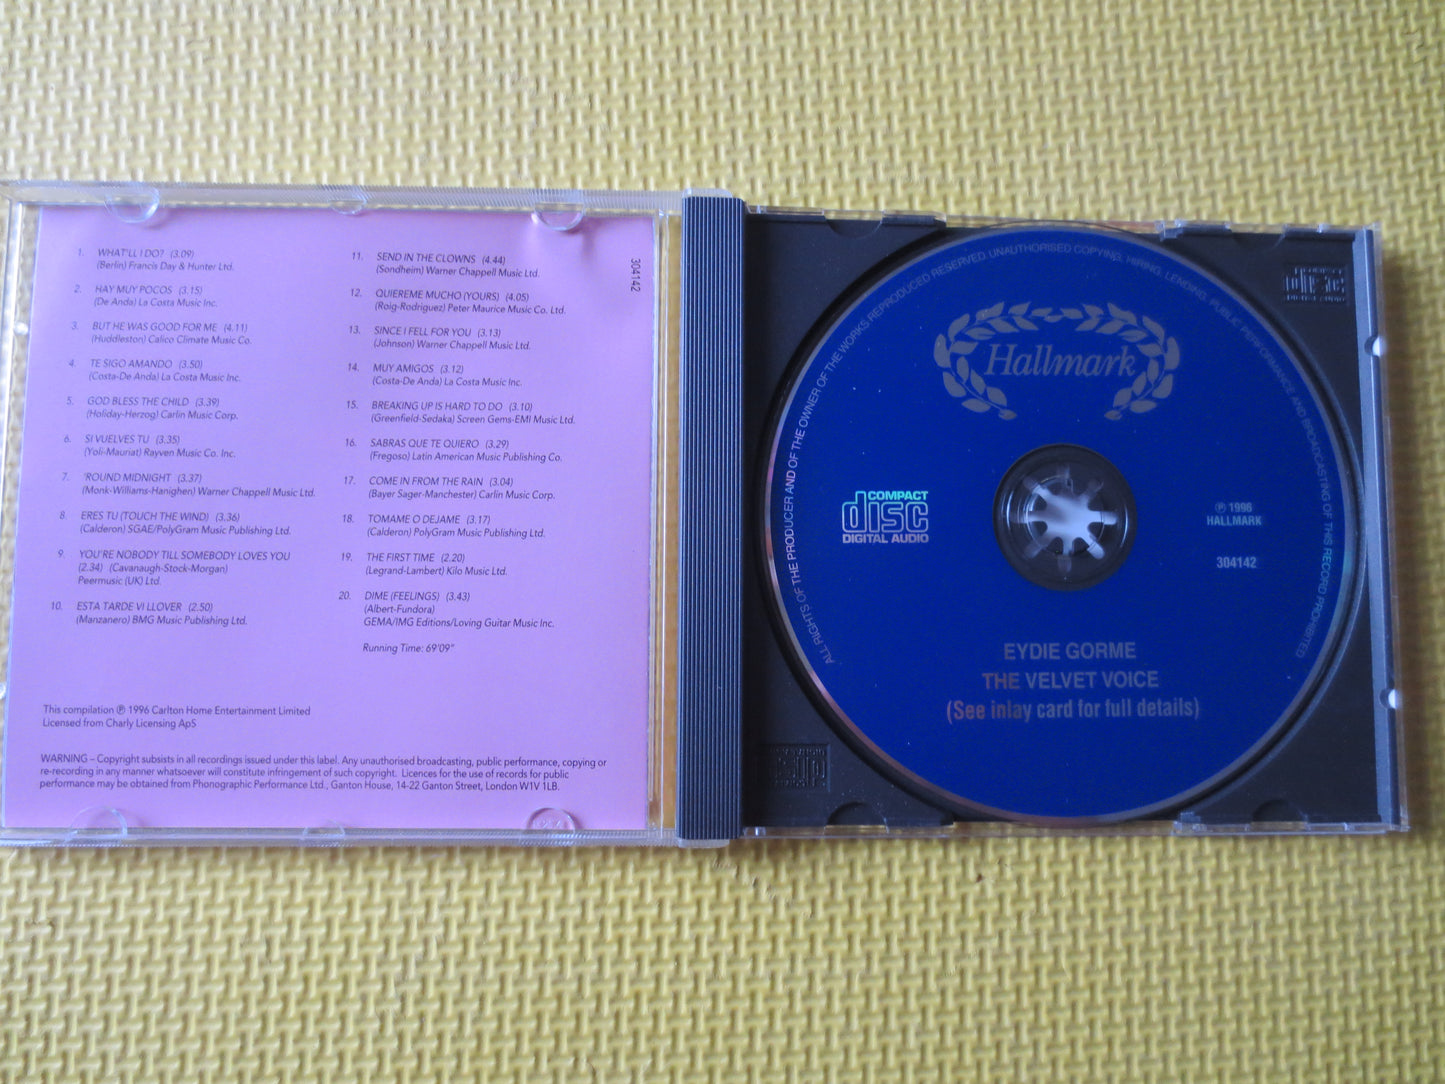 1. WHAT'LL I DO? (3.09)
(Berlin) Francis Day & Hunter Ltd.
2. HAY MUY POCOS (3.15)
(De Anda) La Costa Music Inc.
3. BUT HE WAS GOOD FOR ME (4.11)
(Huddleston) Calico Climate Music Co.
4. TE SIGO AMANDO (3.50)
(Costa-De Anda) La Costa Music Inc.
5. GOD BLESS THE CHILD (3.39)
(Holiday-Herzog) Carlin Music Corp.
6. SI VUELVES TU (3.35)
(Yoli-Mauriat) Rayven Music Co. Inc.
7. 'ROUND MIDNIGHT (3.37)
(Monk-Williams-Hanighen) Warner Chappell Music Ltd.
8. ERES TU (TOUCH THE WIND) (3.36)
(Calderon) SGAE/PolyGram Music Publishing Ltd.
9. YOU'RE NOBODY TILL SOMEBODY LOVES YOU
(2.34) (Cavanaugh-Stock-Morgan)
Peermusic (UK) Ltd.
10. ESTA TARDE VI LLOVER (2.50)
(Manzanero) BMG Music Publishing Ltd.
11. SEND IN THE CLOWNS (4.44)
(Sondheim) Warner Chappell Music Ltd.
12. QUIEREME MUCHO (YOURS) (4.05)
(Roig-Rodriguez) Peter Maurice Music Co. Ltd.
13. SINCE I FELL FOR YOU (3.13)
(Johnson) Warner Chappell Music Ltd.
14. MUY AMIGOS (3.12)
(Costa-De Anda) La Costa Music Inc.
15. BREAKING UP IS HARD TO DO (3.10)
(Greenfield-Sedaka) Screen Gems-EMI Music Ltd.
16. SABRAS QUE TE QUIERO (3.29)
(Fregoso) Latin American Music Publishing Co.
17. COME IN FROM THE RAIN (3.04)
(Bayer Sager-Manchester) Carlin Music Corp.
18. TOMAME O DEJAME (3.17)
(Calderon) PolyGram Music Publishing Ltd.
19. THE FIRST TIME (2.20)
(Legrand-Lambert) Kilo Music Ltd.
20. DIME (FEELINGS) (3.43)
(Albert-Fundora)
GEMA/IMG Editions/Loving Guitar Music Inc.
Running Time: 69'09"
304142
This compilation ℗ 1996 Carlton Home Entertainment Limited
Licensed from Charly Licensing ApS
WARNING – Copyright subsists in all recordings issued under this label. Any unauthorised broadcasting, public performance, copying or
re-recording in any manner whatsoever will constitute infringement of such copyright. Licences for the use of records for public
performance may be obtained from Phonographic Performance Ltd., Ganton House, 14-22 Ganton Street, London W1V 1LB.
ALL RIGHTS OF THE PRODUCER AND OF THE OWNER OF THE WORKS REPRODUCED RESERVED. UNAUTHORISED COPYING, HIRING, LENDING, PUBLIC PERFORMANCE AND BROADCASTING OF THIS RECORD PROHIBITED
Hallmark
COMPACT
disc
DIGITAL AUDIO
℗ 1996
HALLMARK
304142
EYDIE GORME
THE VELVET VOICE
(See inlay card for full details)
COMPACT
disc
DIGITAL AUDIO